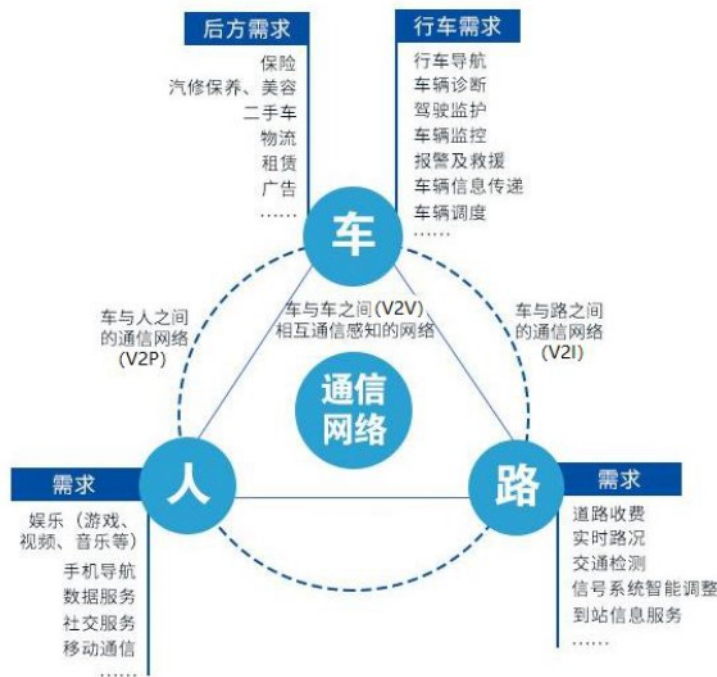 后方需求
保险
汽修保养、美容
二手车
物流
租赁
广告
……
行车需求
行车导航
车辆诊断
驾驶监护
车辆监控
报警及救援
车辆信息传递
车辆调度
……
车
车与人之间
的通信网络
(V2P)
车与车之间(V2V)
相互通信感知的网络
车与路之间
的通信网络
(V2I)
通信
网络
人
路
需求
娱乐（游戏、
视频、音乐等）
手机导航
数据服务
社交服务
移动通信
……
需求
道路收费
实时路况
交通检测
信号系统智能调整
到站信息服务
……